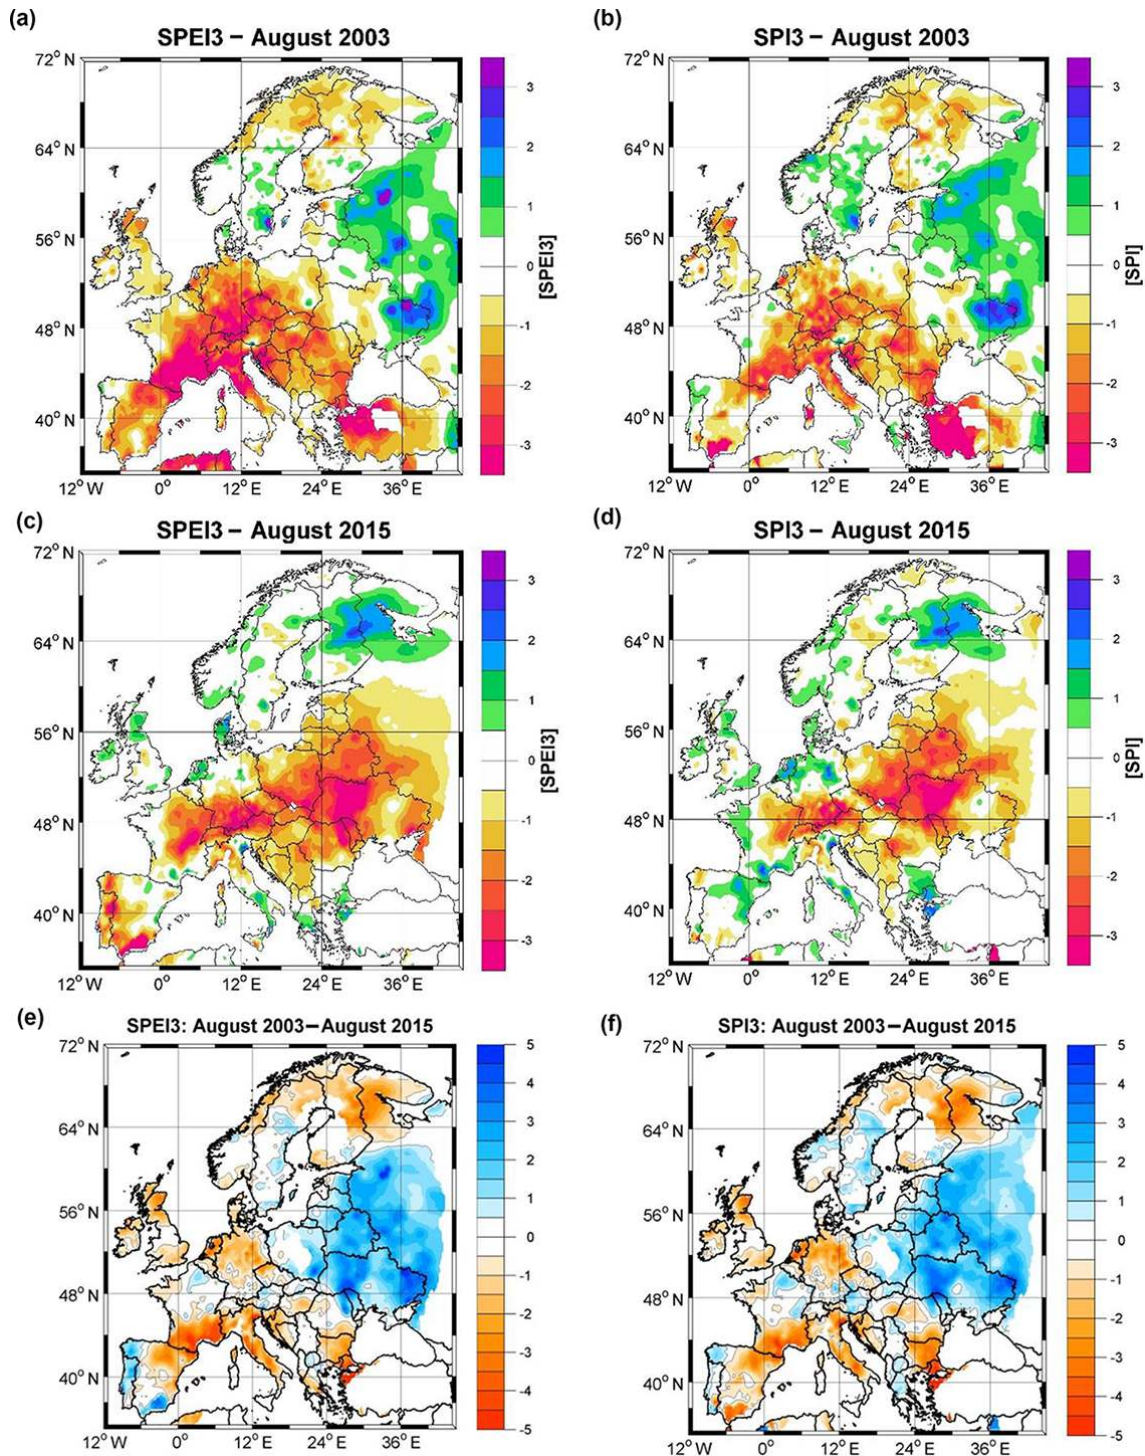 (a)
SPEI3 – August 2003
72° N
64° N
56° N
48° N
40° N
12° W 0° 12° E 24° E 36° E
3
2
1
0
-1
-2
-3
[SPEI3]
(b)
SPI3 – August 2003
72° N
64° N
56° N
48° N
40° N
12° W 0° 12° E 24° E 36° E
3
2
1
0
-1
-2
-3
[SPI]
(c)
SPEI3 – August 2015
72° N
64° N
56° N
48° N
40° N
12° W 0° 12° E 24° E 36° E
3
2
1
0
-1
-2
-3
[SPEI3]
(d)
SPI3 – August 2015
72° N
64° N
56° N
48° N
40° N
12° W 0° 12° E 24° E 36° E
3
2
1
0
-1
-2
-3
[SPI]
(e)
SPEI3: August 2003–August 2015
72° N
64° N
56° N
48° N
40° N
12° W 0° 12° E 24° E 36° E
5
4
3
2
1
0
-1
-2
-3
-4
-5
(f)
SPI3: August 2003–August 2015
72° N
64° N
56° N
48° N
40° N
12° W 0° 12° E 24° E 36° E
5
4
3
2
1
0
-1
-2
-3
-4
-5